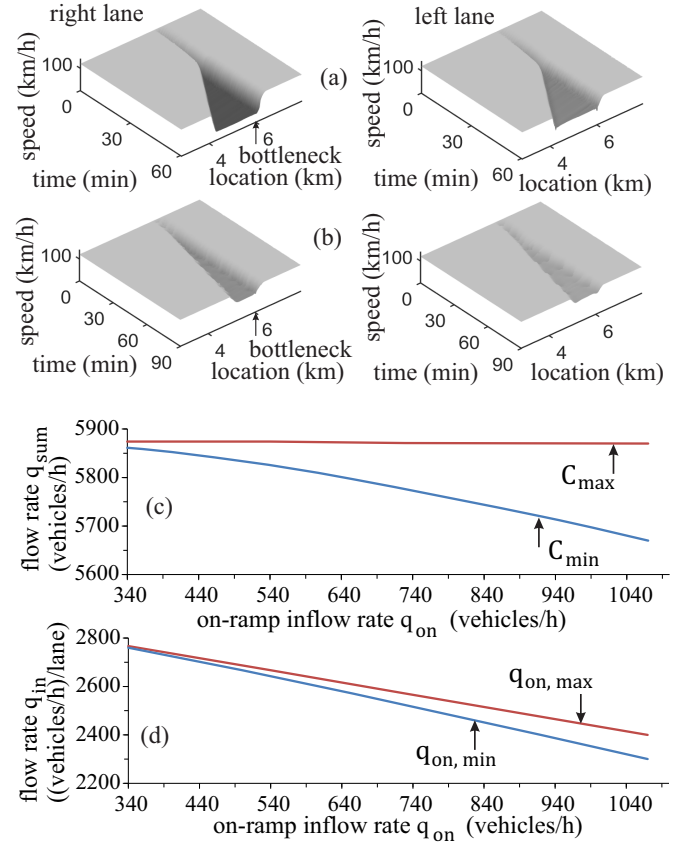 right lane
left lane
speed (km/h)
100
0
30
60
time (min)
4
6
bottleneck
location (km)
(a)
speed (km/h)
100
0
30
60
time (min)
4
6
location (km)
(b)
speed (km/h)
100
0
30
60
90
time (min)
4
6
bottleneck
location (km)
speed (km/h)
100
0
30
60
90
time (min)
4
6
location (km)
flow rate q_sum
(vehicles/h)
5900
5800
5700
5600
C_max
C_min
(c)
340 440 540 640 740 840 940 1040
on-ramp inflow rate q_on (vehicles/h)
flow rate q_in
((vehicles/h)/lane)
2800
2600
2400
2200
q_on, max
q_on, min
(d)
340 440 540 640 740 840 940 1040
on-ramp inflow rate q_on (vehicles/h)